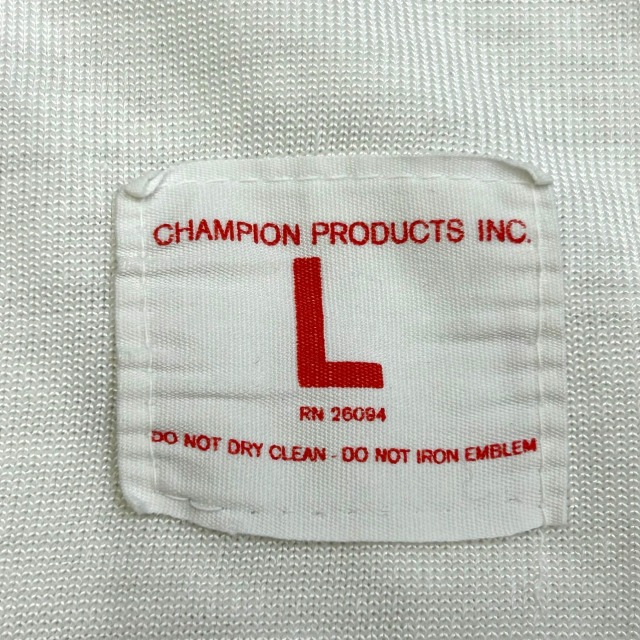 CHAMPION PRODUCTS INC.
L
RN 26094
DO NOT DRY CLEAN - DO NOT IRON EMBLEM